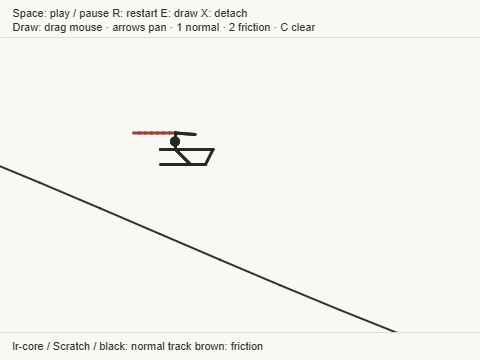 Space: play / pause R: restart E: draw X: detach
Draw: drag mouse · arrows pan · 1 normal · 2 friction · C clear
lr-core / Scratch / black: normal track brown: friction